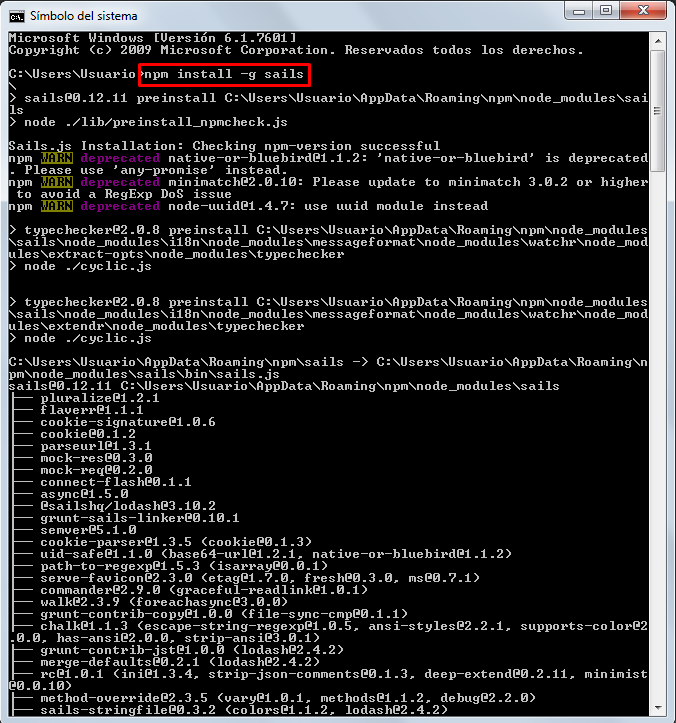 Símbolo del sistema
Microsoft Windows [Versión 6.1.7601]
Copyright (c) 2009 Microsoft Corporation. Reservados todos los derechos.
C:\Users\Usuario>npm install -g sails
\
> sails@0.12.11 preinstall C:\Users\Usuario\AppData\Roaming\npm\node_modules\sai
ls
> node ./lib/preinstall_npmcheck.js
Sails.js Installation: Checking npm-version successful
npm WARN deprecated native-or-bluebird@1.1.2: 'native-or-bluebird' is deprecated
. Please use 'any-promise' instead.
npm WARN deprecated minimatch@2.0.10: Please update to minimatch 3.0.2 or higher
 to avoid a RegExp DoS issue
npm WARN deprecated node-uuid@1.4.7: use uuid module instead
> typechecker@2.0.8 preinstall C:\Users\Usuario\AppData\Roaming\npm\node_modules
\sails\node_modules\i18n\node_modules\messageformat\node_modules\watchr\node_mod
ules\extract-opts\node_modules\typechecker
> node ./cyclic.js
> typechecker@2.0.8 preinstall C:\Users\Usuario\AppData\Roaming\npm\node_modules
\sails\node_modules\i18n\node_modules\messageformat\node_modules\watchr\node_mod
ules\extendr\node_modules\typechecker
> node ./cyclic.js
C:\Users\Usuario\AppData\Roaming\npm\sails -> C:\Users\Usuario\AppData\Roaming\n
pm\node_modules\sails\bin\sails.js
sails@0.12.11 C:\Users\Usuario\AppData\Roaming\npm\node_modules\sails
├── pluralize@1.2.1
├── flaverr@1.1.1
├── cookie-signature@1.0.6
├── cookie@0.1.2
├── parseurl@1.3.1
├── mock-res@0.3.0
├── mock-req@0.2.0
├── connect-flash@0.1.1
├── async@1.5.0
├── @sailshq/lodash@3.10.2
├── grunt-sails-linker@0.10.1
├── semver@5.1.0
├── cookie-parser@1.3.5 (cookie@0.1.3)
├── uid-safe@1.1.0 (base64-url@1.2.1, native-or-bluebird@1.1.2)
├── path-to-regexp@1.5.3 (isarray@0.0.1)
├── serve-favicon@2.3.0 (etag@1.7.0, fresh@0.3.0, ms@0.7.1)
├── commander@2.9.0 (graceful-readlink@1.0.1)
├── walk@2.3.9 (foreachasync@3.0.0)
├── grunt-contrib-copy@1.0.0 (file-sync-cmp@0.1.1)
├── chalk@1.1.3 (escape-string-regexp@1.0.5, ansi-styles@2.2.1, supports-color@2
.0.0, has-ansi@2.0.0, strip-ansi@3.0.1)
├── grunt-contrib-jst@1.0.0 (lodash@2.4.2)
├── merge-defaults@0.2.1 (lodash@2.4.2)
├── rc@1.0.1 (ini@1.3.4, strip-json-comments@0.1.3, deep-extend@0.2.11, minimist
@0.0.10)
├── method-override@2.3.5 (vary@1.0.1, methods@1.1.2, debug@2.2.0)
├── sails-stringfile@0.3.2 (colors@1.1.2, lodash@2.4.2)